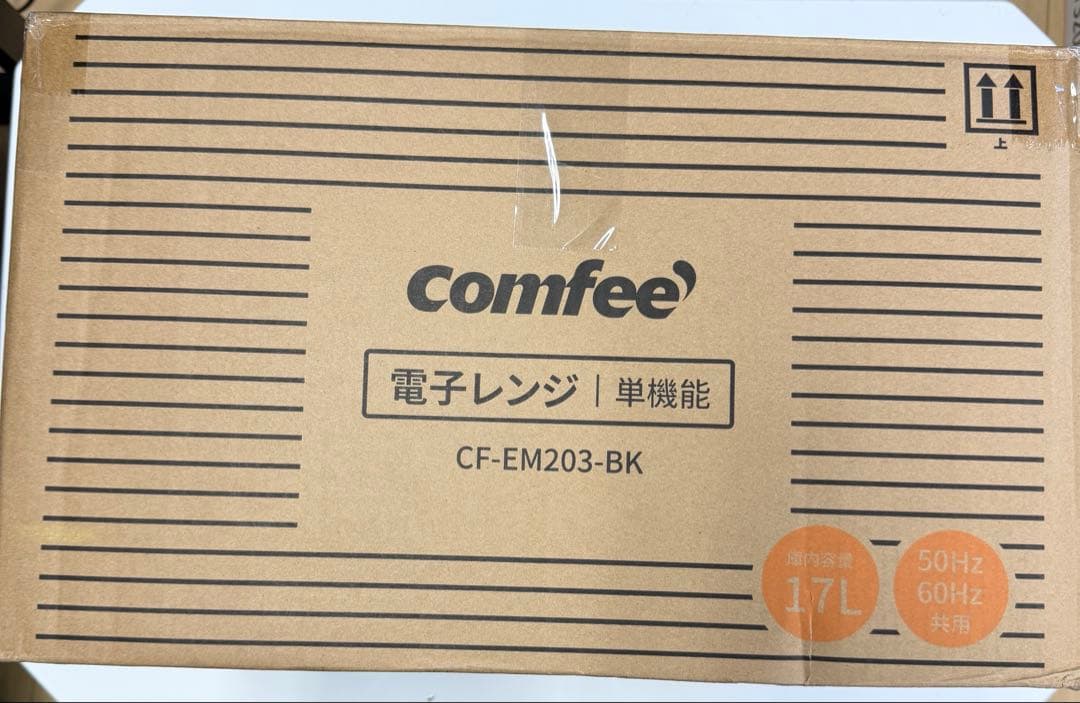 上
comfee'
電子レンジ｜単機能
CF-EM203-BK
庫内容量
17L
50Hz
60Hz
共用